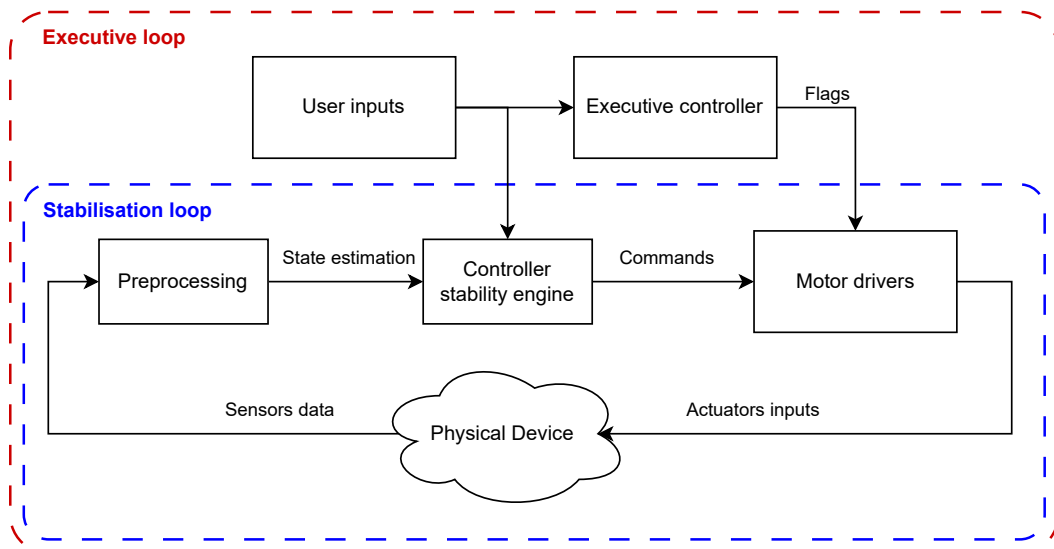 Executive loop
User inputs
Executive controller
Flags
Stabilisation loop
Preprocessing
State estimation
Controller
stability engine
Commands
Motor drivers
Sensors data
Physical Device
Actuators inputs